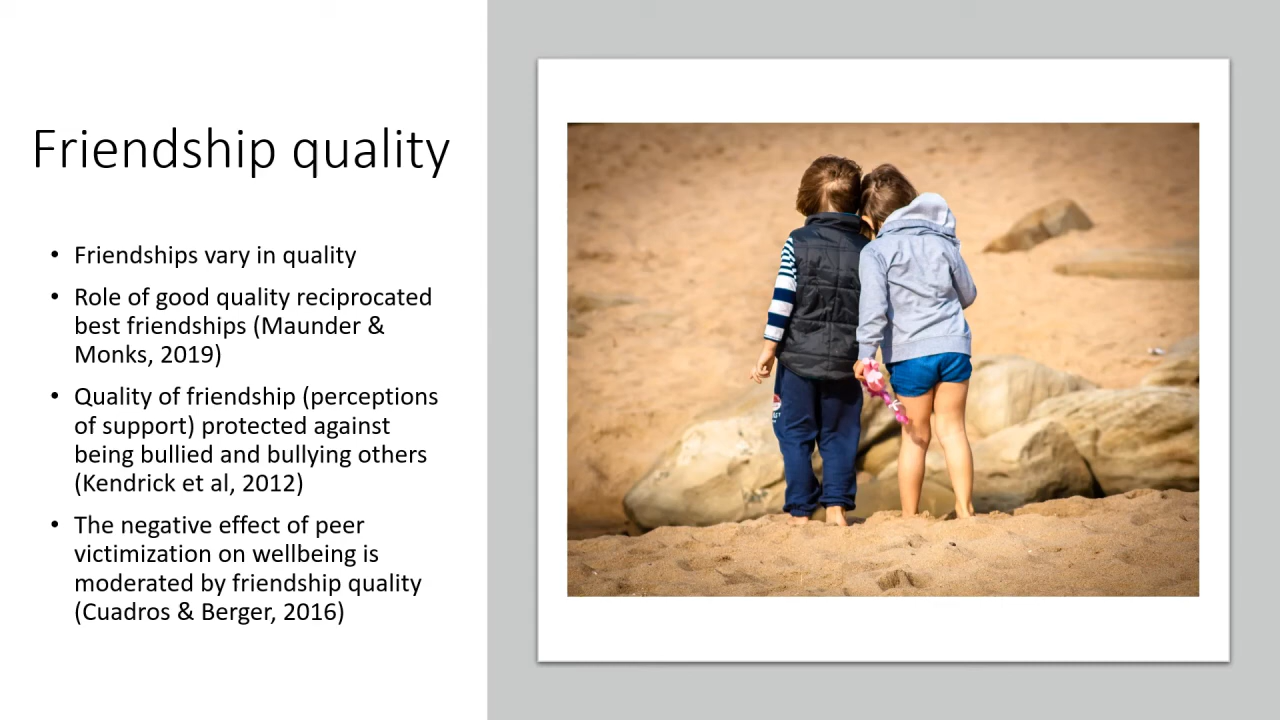 Friendship quality
• Friendships vary in quality
• Role of good quality reciprocated
best friendships (Maunder &
Monks, 2019)
• Quality of friendship (perceptions
of support) protected against
being bullied and bullying others
(Kendrick et al, 2012)
• The negative effect of peer
victimization on wellbeing is
moderated by friendship quality
(Cuadros & Berger, 2016)